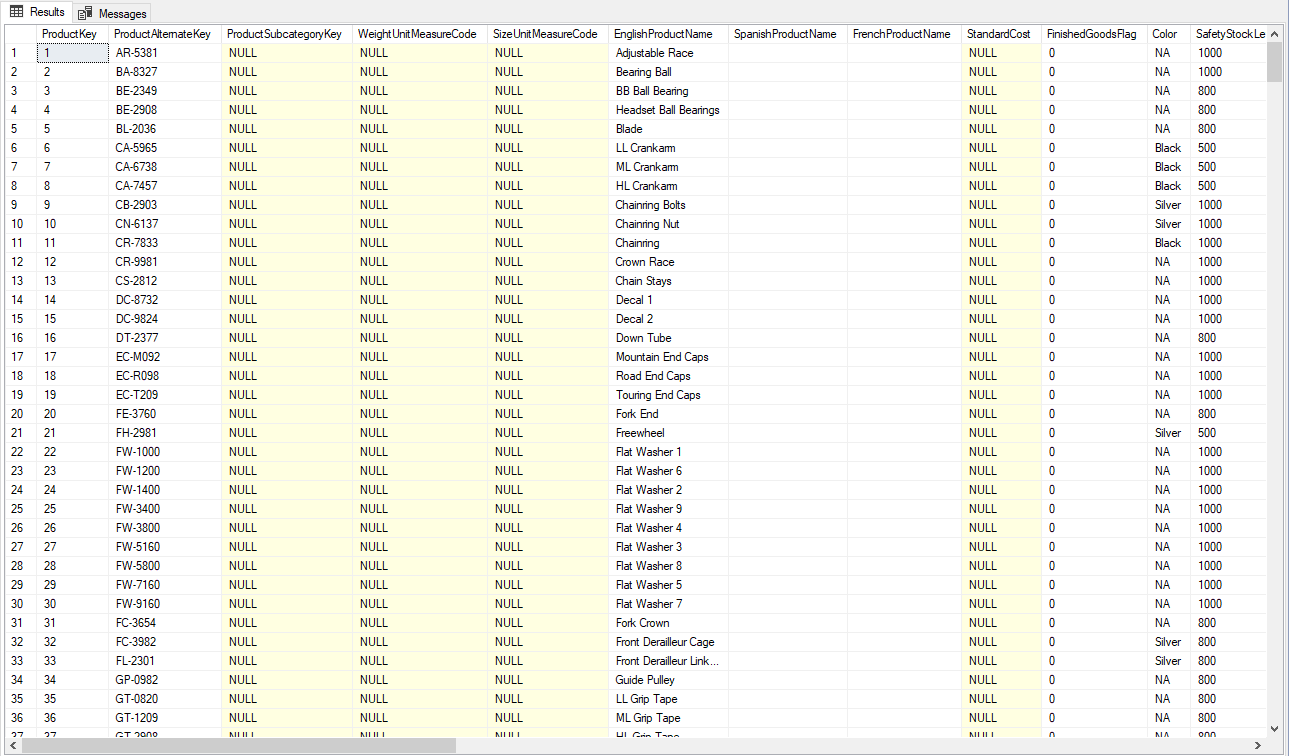 Results Messages
ProductKey ProductAlternateKey ProductSubcategoryKey WeightUnitMeasureCode SizeUnitMeasureCode EnglishProductName SpanishProductName FrenchProductName StandardCost FinishedGoodsFlag Color SafetyStockLe
1 1 AR-5381 NULL NULL NULL Adjustable Race NULL 0 NA 1000
2 2 BA-8327 NULL NULL NULL Bearing Ball NULL 0 NA 1000
3 3 BE-2349 NULL NULL NULL BB Ball Bearing NULL 0 NA 800
4 4 BE-2908 NULL NULL NULL Headset Ball Bearings NULL 0 NA 800
5 5 BL-2036 NULL NULL NULL Blade NULL 0 NA 800
6 6 CA-5965 NULL NULL NULL LL Crankarm NULL 0 Black 500
7 7 CA-6738 NULL NULL NULL ML Crankarm NULL 0 Black 500
8 8 CA-7457 NULL NULL NULL HL Crankarm NULL 0 Black 500
9 9 CB-2903 NULL NULL NULL Chainring Bolts NULL 0 Silver 1000
10 10 CN-6137 NULL NULL NULL Chainring Nut NULL 0 Silver 1000
11 11 CR-7833 NULL NULL NULL Chainring NULL 0 Black 1000
12 12 CR-9981 NULL NULL NULL Crown Race NULL 0 NA 1000
13 13 CS-2812 NULL NULL NULL Chain Stays NULL 0 NA 1000
14 14 DC-8732 NULL NULL NULL Decal 1 NULL 0 NA 1000
15 15 DC-9824 NULL NULL NULL Decal 2 NULL 0 NA 1000
16 16 DT-2377 NULL NULL NULL Down Tube NULL 0 NA 800
17 17 EC-M092 NULL NULL NULL Mountain End Caps NULL 0 NA 1000
18 18 EC-R098 NULL NULL NULL Road End Caps NULL 0 NA 1000
19 19 EC-T209 NULL NULL NULL Touring End Caps NULL 0 NA 1000
20 20 FE-3760 NULL NULL NULL Fork End NULL 0 NA 800
21 21 FH-2981 NULL NULL NULL Freewheel NULL 0 Silver 500
22 22 FW-1000 NULL NULL NULL Flat Washer 1 NULL 0 NA 1000
23 23 FW-1200 NULL NULL NULL Flat Washer 6 NULL 0 NA 1000
24 24 FW-1400 NULL NULL NULL Flat Washer 2 NULL 0 NA 1000
25 25 FW-3400 NULL NULL NULL Flat Washer 9 NULL 0 NA 1000
26 26 FW-3800 NULL NULL NULL Flat Washer 4 NULL 0 NA 1000
27 27 FW-5160 NULL NULL NULL Flat Washer 3 NULL 0 NA 1000
28 28 FW-5800 NULL NULL NULL Flat Washer 8 NULL 0 NA 1000
29 29 FW-7160 NULL NULL NULL Flat Washer 5 NULL 0 NA 1000
30 30 FW-9160 NULL NULL NULL Flat Washer 7 NULL 0 NA 1000
31 31 FC-3654 NULL NULL NULL Fork Crown NULL 0 NA 800
32 32 FC-3982 NULL NULL NULL Front Derailleur Cage NULL 0 Silver 800
33 33 FL-2301 NULL NULL NULL Front Derailleur Link... NULL 0 Silver 800
34 34 GP-0982 NULL NULL NULL Guide Pulley NULL 0 NA 800
35 35 GT-0820 NULL NULL NULL LL Grip Tape NULL 0 NA 800
36 36 GT-1209 NULL NULL NULL ML Grip Tape NULL 0 NA 800
37 37 GT-2908 NULL NULL NULL HL Grip Tape NULL 0 NA 800